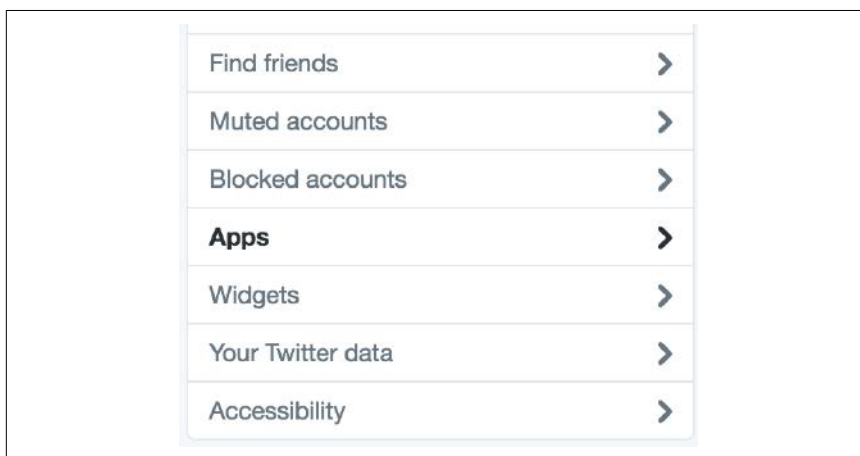 Find friends
Muted accounts
Blocked accounts
Apps
Widgets
Your Twitter data
Accessibility